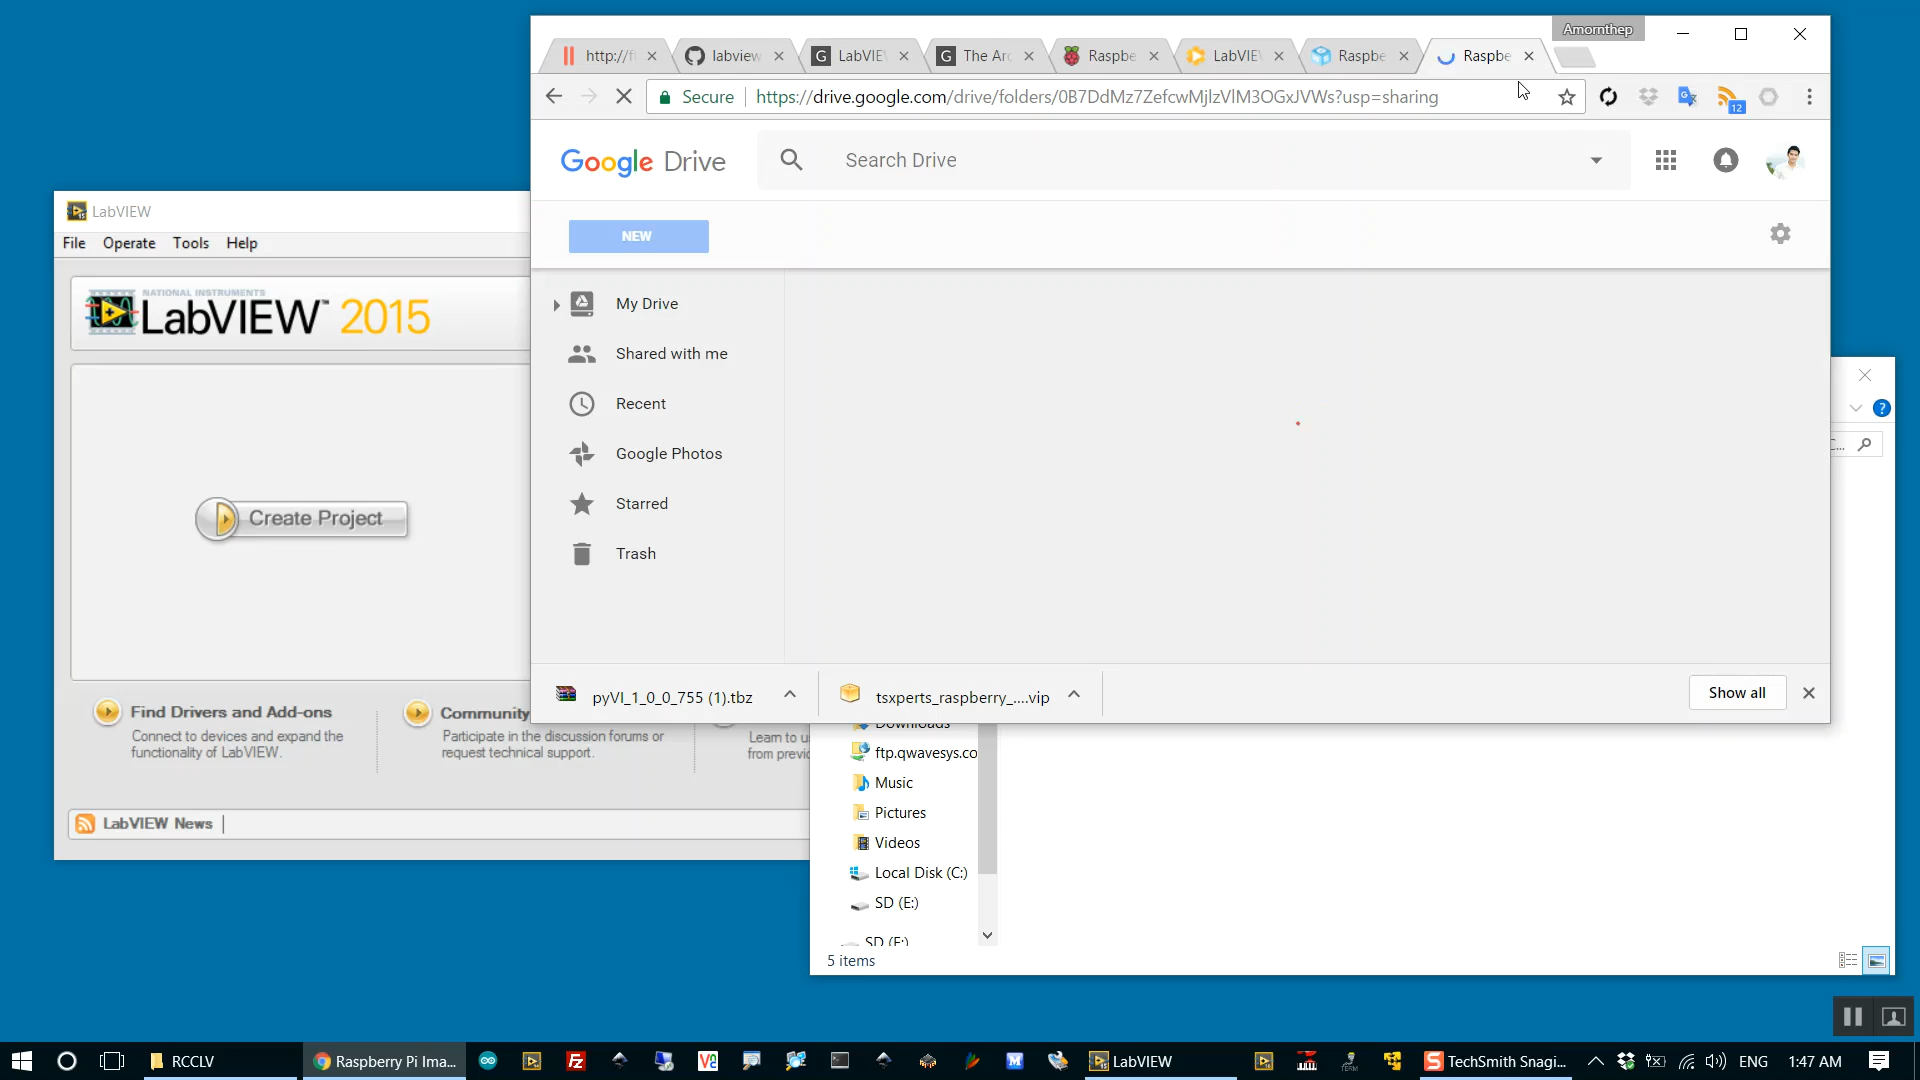 Amornthep
http://fi
labview
LabVIE
The Arc
Raspbe
LabVIEW
Raspbe
Raspbe
Secure
https://drive.google.com/drive/folders/0B7DdMz7ZefcwMjlzVlM3OGxJVWs?usp=sharing
12
Google Drive
Search Drive
NEW
My Drive
Shared with me
Recent
Google Photos
Starred
Trash
pyVI_1_0_0_755 (1).tbz
tsxperts_raspberry_....vip
Show all
LabVIEW
File Operate Tools Help
NATIONAL INSTRUMENTS
LabVIEW™ 2015
Create Project
Find Drivers and Add-ons
Connect to devices and expand the
functionality of LabVIEW.
Community
Participate in the discussion forums or
request technical support.
Learn to u
from previo
LabVIEW News
C...
Downloads
ftp.qwavesys.co
Music
Pictures
Videos
Local Disk (C:)
SD (E:)
SD (E:)
5 items
RCCLV
Raspberry Pi Ima...
LabVIEW
TechSmith Snagi...
ENG
1:47 AM